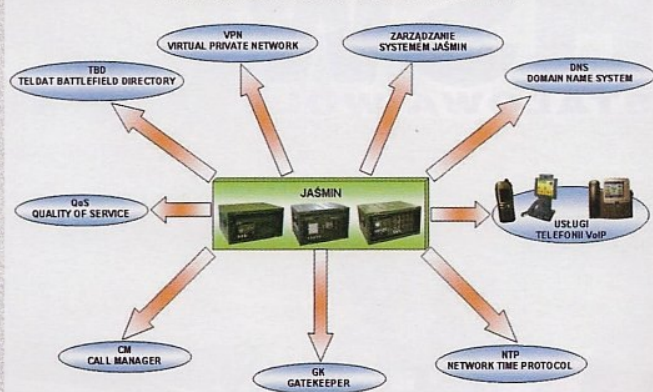 VPN
VIRTUAL PRIVATE NETWORK
ZARZĄDZANIE
SYSTEMEM JAŚMIN
TBD
TELDAT BATTLEFIELD DIRECTORY
DNS
DOMAIN NAME SYSTEM
JAŚMIN
QoS
QUALITY OF SERVICE
USŁUGI
TELEFONII VoIP
CM
CALL MANAGER
GK
GATEKEEPER
NTP
NETWORK TIME PROTOCOL